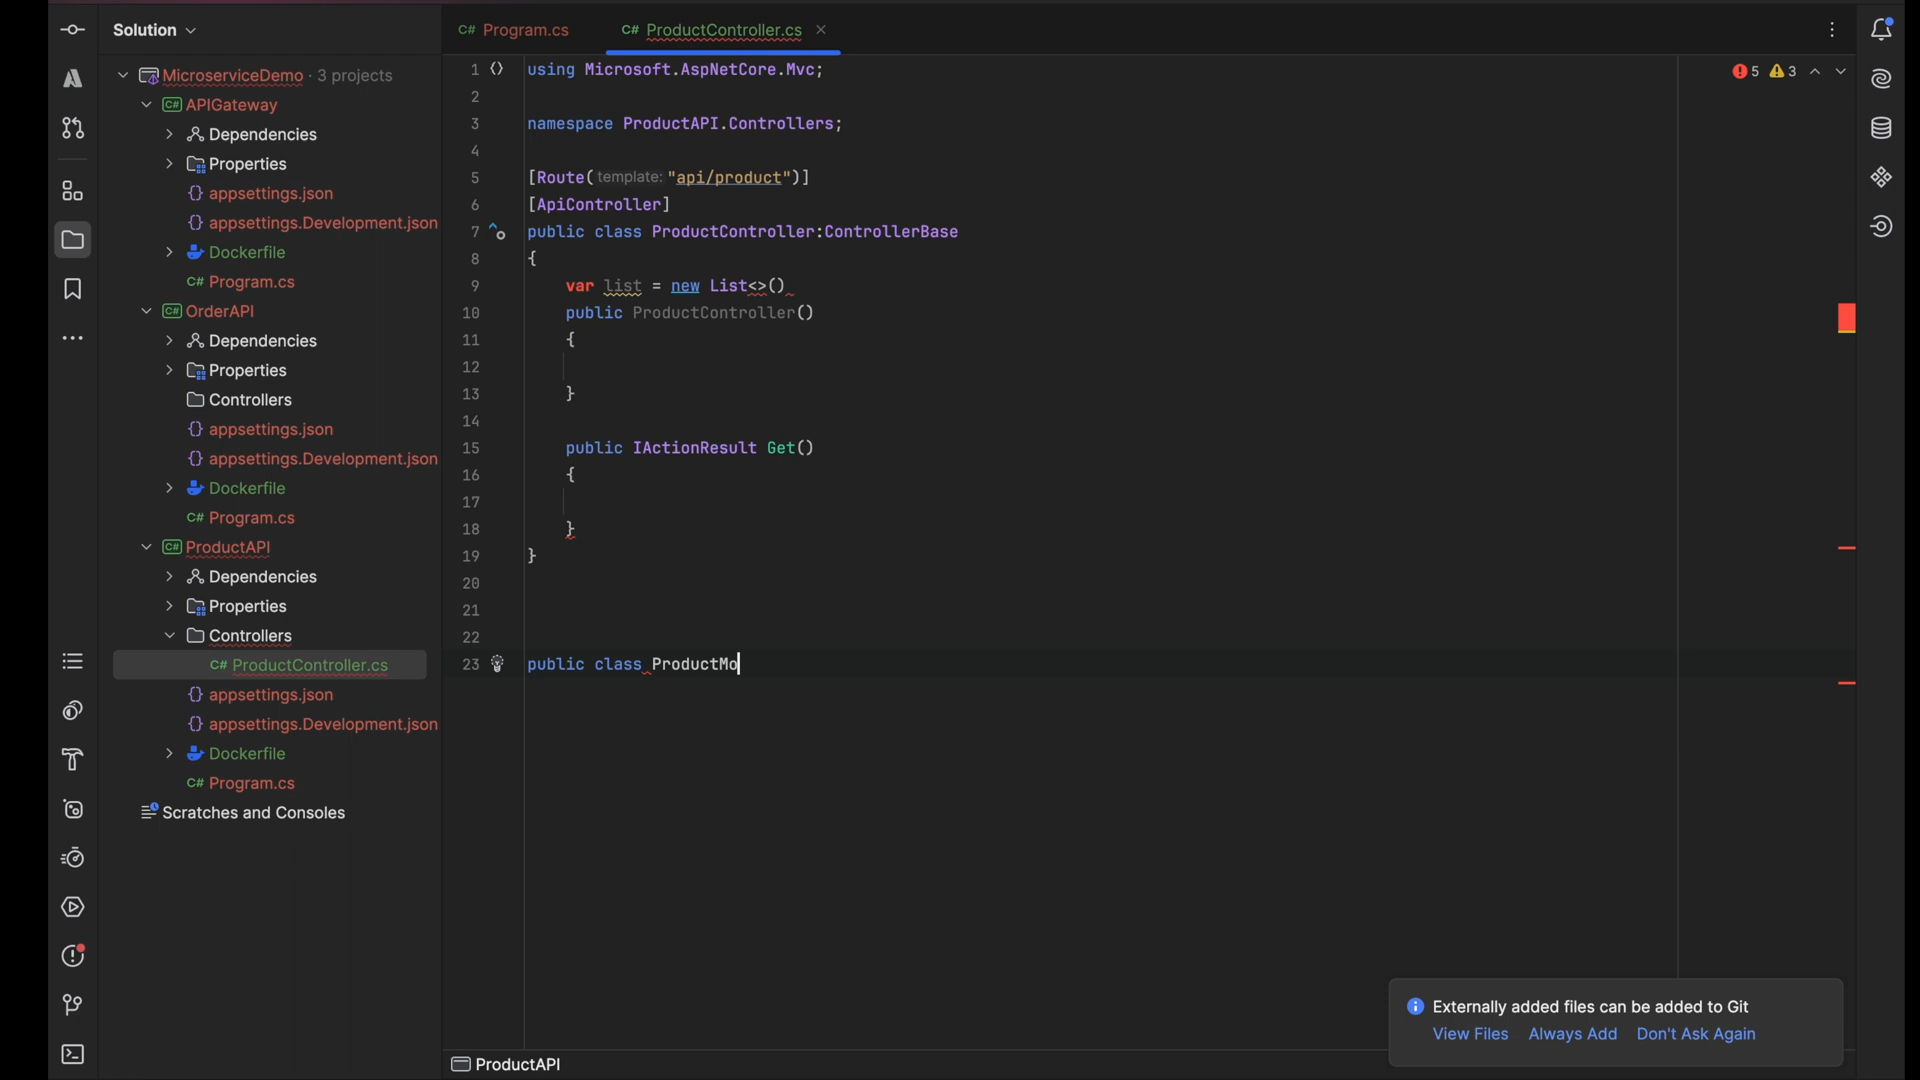 Solution
MicroserviceDemo · 3 projects
C# APIGateway
Dependencies
Properties
{} appsettings.json
{} appsettings.Development.json
Dockerfile
C# Program.cs
C# OrderAPI
Dependencies
Properties
Controllers
{} appsettings.json
{} appsettings.Development.json
Dockerfile
C# Program.cs
C# ProductAPI
Dependencies
Properties
Controllers
C# ProductController.cs
{} appsettings.json
{} appsettings.Development.json
Dockerfile
C# Program.cs
Scratches and Consoles
C# Program.cs
C# ProductController.cs
5 3
1 using Microsoft.AspNetCore.Mvc;
2
3 namespace ProductAPI.Controllers;
4
5 [Route( template: "api/product")]
6 [ApiController]
7 public class ProductController:ControllerBase
8 {
9 var list = new List<>()
10 public ProductController()
11 {
12
13 }
14
15 public IActionResult Get()
16 {
17
18 }
19 }
20
21
22
23 public class ProductMo
Externally added files can be added to Git
View Files Always Add Don't Ask Again
ProductAPI